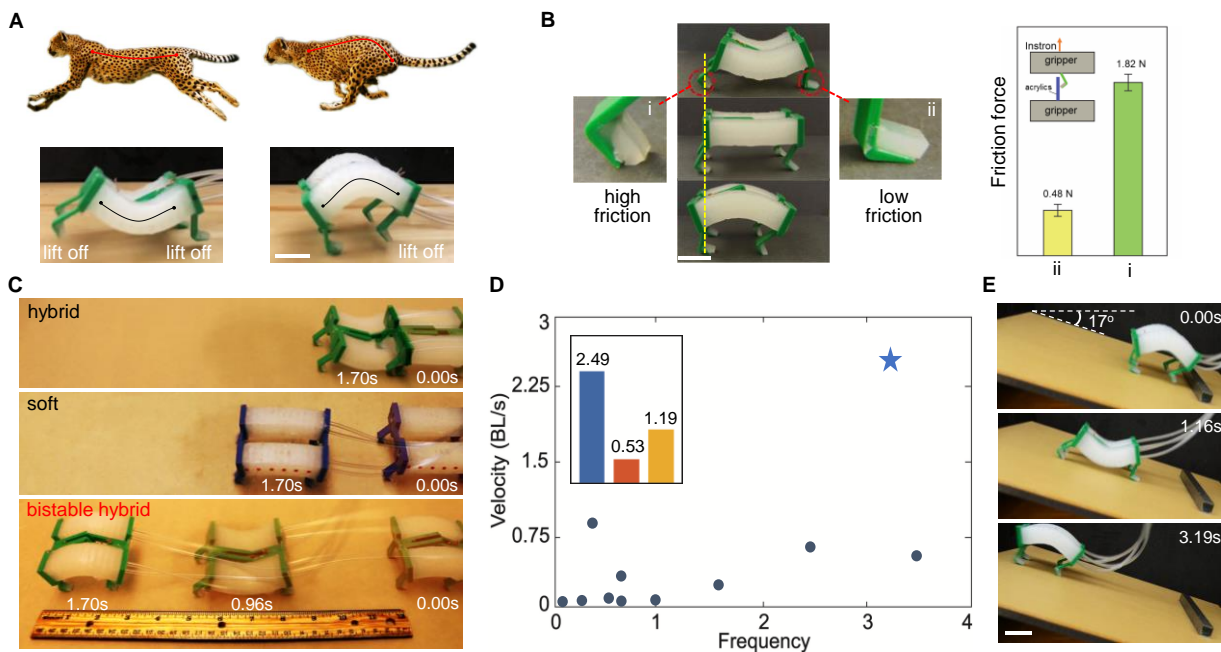 A
lift off
lift off
lift off
B
i
ii
high
friction
low
friction
Friction force
Instron
gripper
acrylics
gripper
0.48 N
1.82 N
ii
i
C
hybrid
1.70s
0.00s
soft
1.70s
0.00s
bistable hybrid
1.70s
0.96s
0.00s
D
Velocity (BL/s)
3
2.25
1.5
0.75
0
2.49
0.53
1.19
0
1
2
3
4
Frequency
E
17°
0.00s
1.16s
3.19s